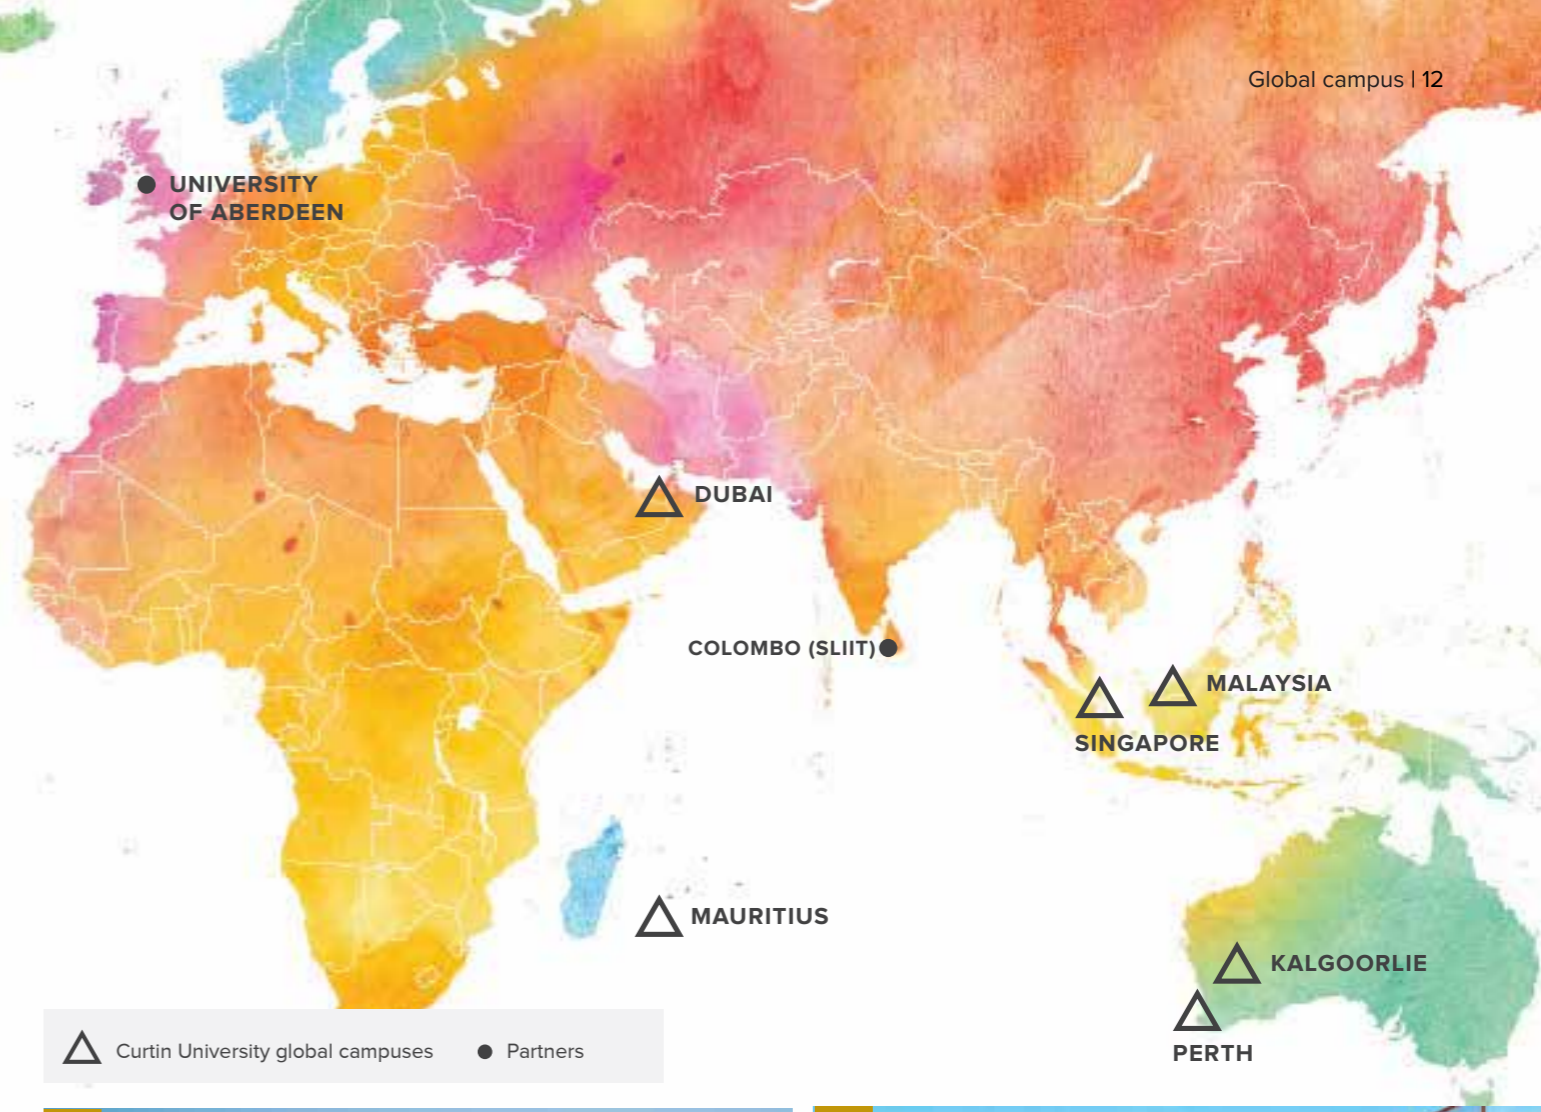 Global campus | 12
UNIVERSITY
OF ABERDEEN
DUBAI
COLOMBO (SLIIT)
MALAYSIA
SINGAPORE
MAURITIUS
KALGOORLIE
PERTH
Curtin University global campuses
Partners